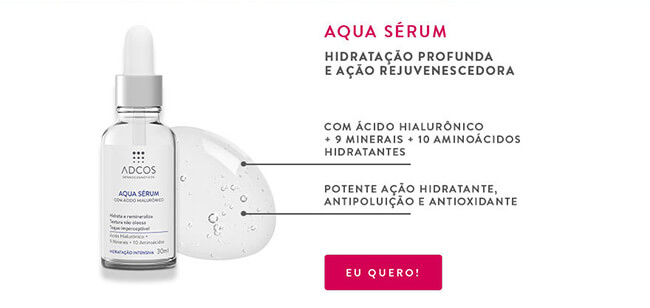 AQUA SÉRUM
HIDRATAÇÃO PROFUNDA
E AÇÃO REJUVENESCEDORA
COM ÁCIDO HIALURÔNICO
+ 9 MINERAIS + 10 AMINOÁCIDOS
HIDRATANTES
POTENTE AÇÃO HIDRATANTE,
ANTIPOLUIÇÃO E ANTIOXIDANTE
EU QUERO!
ADCOS
AQUA SÉRUM
COM ÁCIDO HIALURÔNICO
Hidrata e remineraliza
Textura não oleosa
Toque imperceptível
Ácido Hialurônico +
9 Minerais + 10 Aminoácidos
HIDRATAÇÃO INTENSIVA
30ml